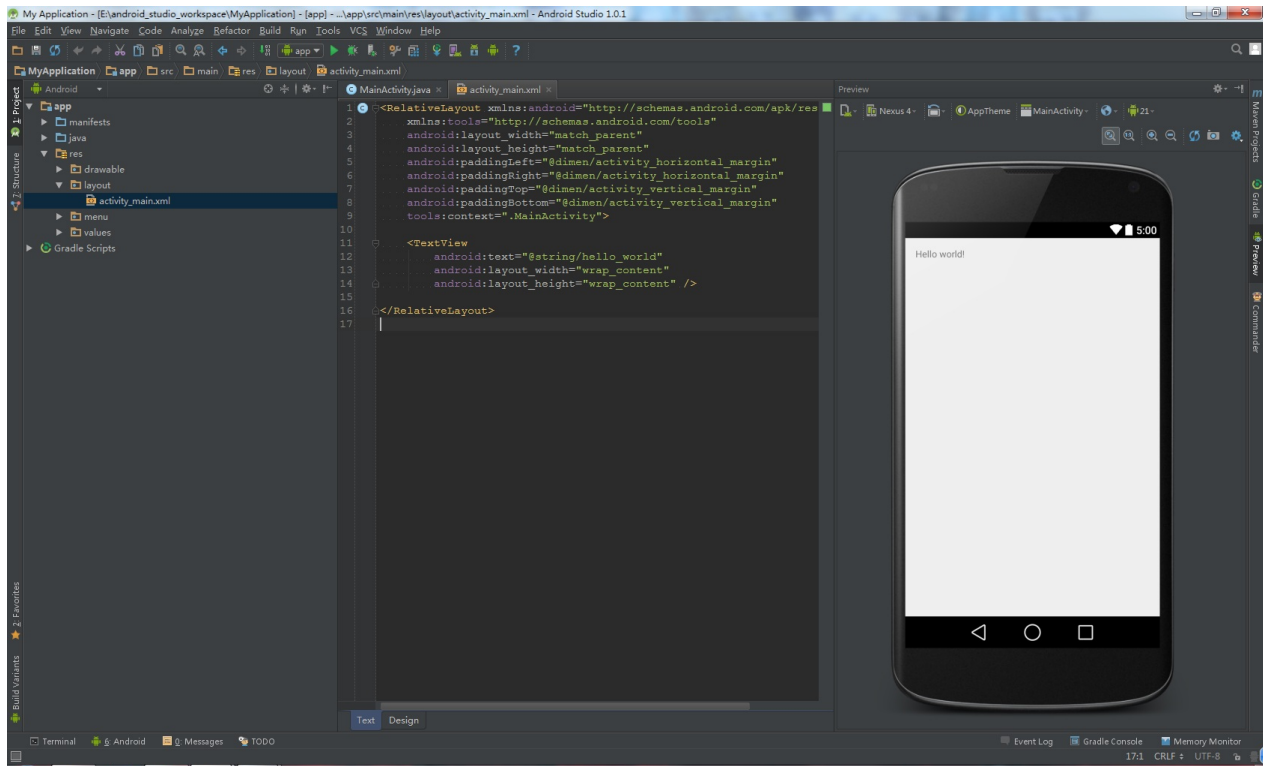 My Application - [E:\android_studio_workspace\MyApplication] - [app] - ...\app\src\main\res\layout\activity_main.xml - Android Studio 1.0.1
File Edit View Navigate Code Analyze Refactor Build Run Tools VCS Window Help
app
MyApplication app src main res layout activity_main.xml
Android
MainActivity.java
activity_main.xml
Preview
1: Project
7: Structure
2: Favorites
Build Variants
app
manifests
java
res
drawable
layout
activity_main.xml
menu
values
Gradle Scripts
1 <RelativeLayout xmlns:android="http://schemas.android.com/apk/res
2 xmlns:tools="http://schemas.android.com/tools"
3 android:layout_width="match_parent"
4 android:layout_height="match_parent"
5 android:paddingLeft="@dimen/activity_horizontal_margin"
6 android:paddingRight="@dimen/activity_horizontal_margin"
7 android:paddingTop="@dimen/activity_vertical_margin"
8 android:paddingBottom="@dimen/activity_vertical_margin"
9 tools:context=".MainActivity">
10
11 <TextView
12 android:text="@string/hello_world"
13 android:layout_width="wrap_content"
14 android:layout_height="wrap_content" />
15
16 </RelativeLayout>
17
Text Design
Nexus 4 AppTheme MainActivity 21
5:00
Hello world!
Maven Projects
Gradle
Preview
Commander
Terminal 6: Android 0: Messages TODO
Event Log Gradle Console Memory Monitor
17:1 CRLF UTF-8